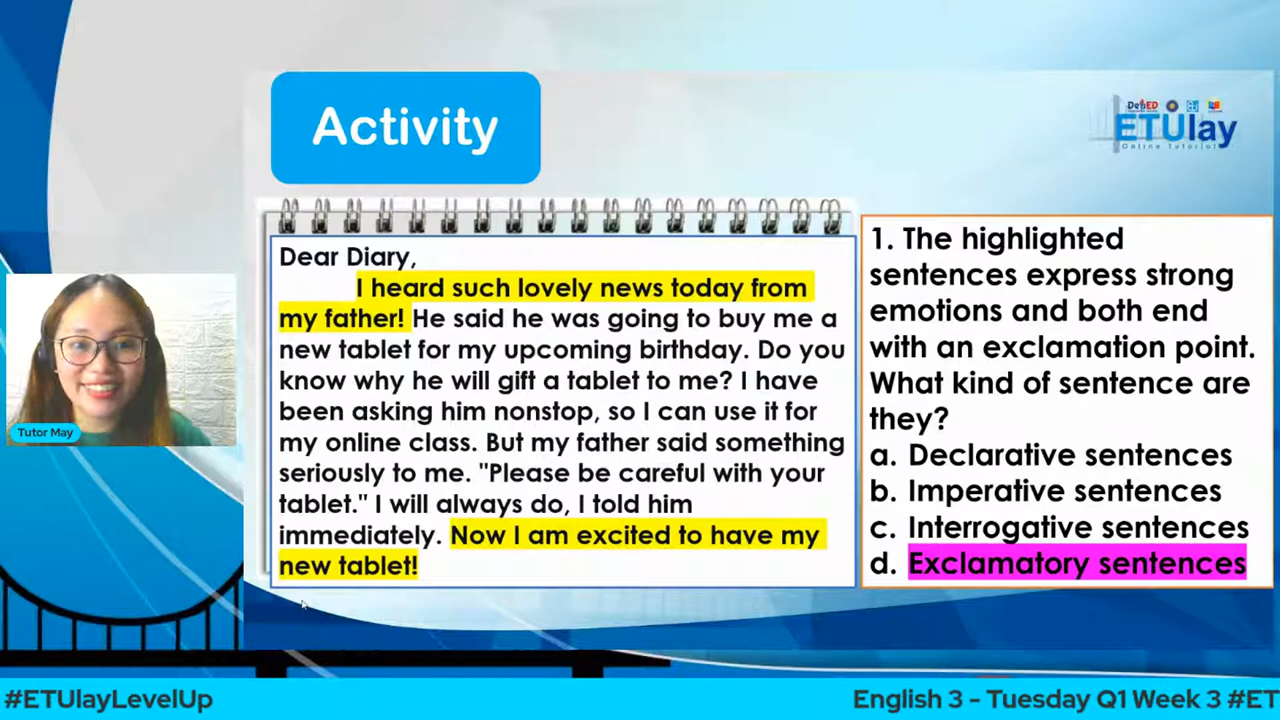 Activity
DepED
ETUlay
Online Tutorial
Dear Diary,
I heard such lovely news today from
my father! He said he was going to buy me a
new tablet for my upcoming birthday. Do you
know why he will gift a tablet to me? I have
been asking him nonstop, so I can use it for
my online class. But my father said something
seriously to me. "Please be careful with your
tablet." I will always do, I told him
immediately. Now I am excited to have my
new tablet!
1. The highlighted
sentences express strong
emotions and both end
with an exclamation point.
What kind of sentence are
they?
a. Declarative sentences
b. Imperative sentences
c. Interrogative sentences
d. Exclamatory sentences
Tutor May
#ETUlayLevelUp
English 3 - Tuesday Q1 Week 3 #ET